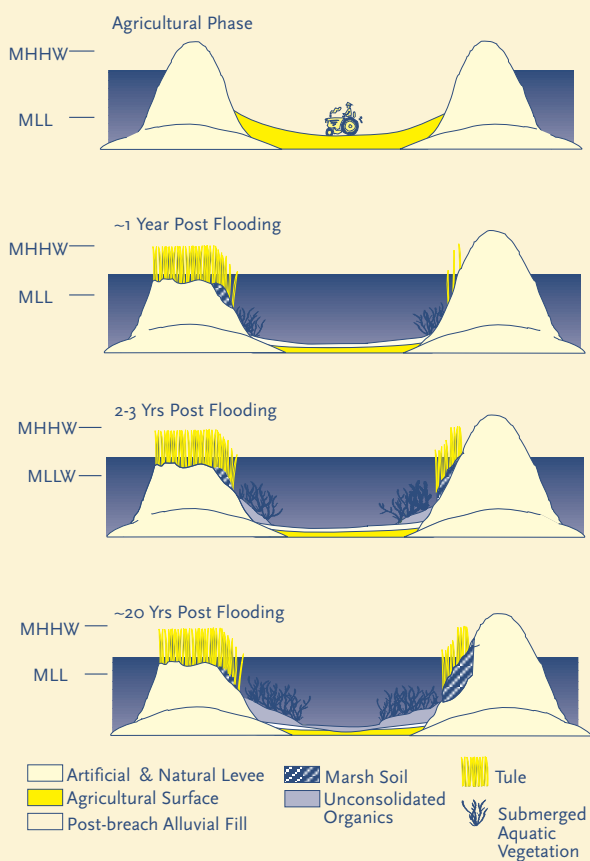 Agricultural Phase
MHHW
MLL
~1 Year Post Flooding
MHHW
MLL
2-3 Yrs Post Flooding
MHHW
MLLW
~20 Yrs Post Flooding
MHHW
MLL
Artificial & Natural Levee
Agricultural Surface
Post-breach Alluvial Fill
Marsh Soil
Unconsolidated
Organics
Tule
Submerged
Aquatic
Vegetation